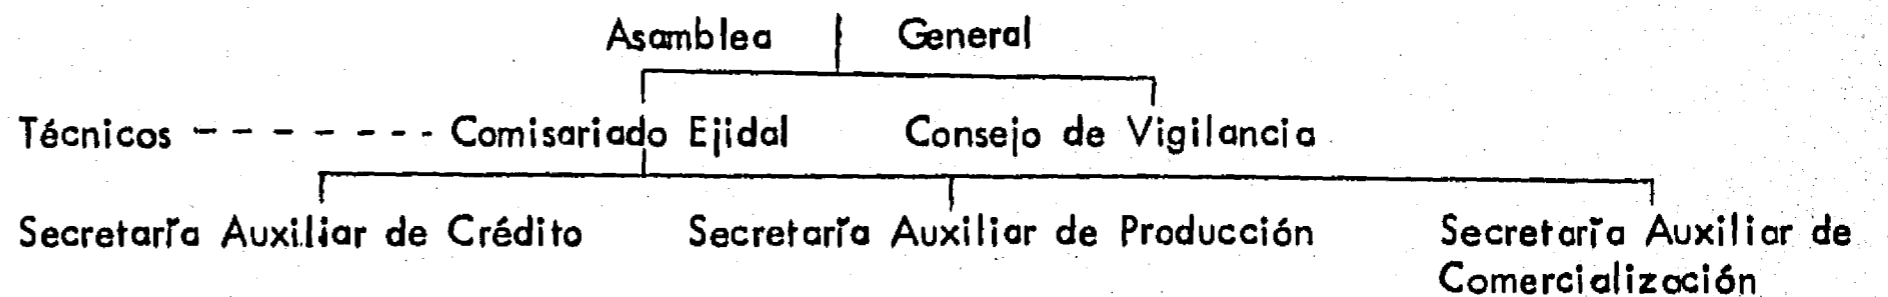 Asamblea General
Técnicos - - - - - - - Comisariado Ejidal Consejo de Vigilancia
Secretaría Auxiliar de Crédito Secretaría Auxiliar de Producción Secretaría Auxiliar de
Comercialización